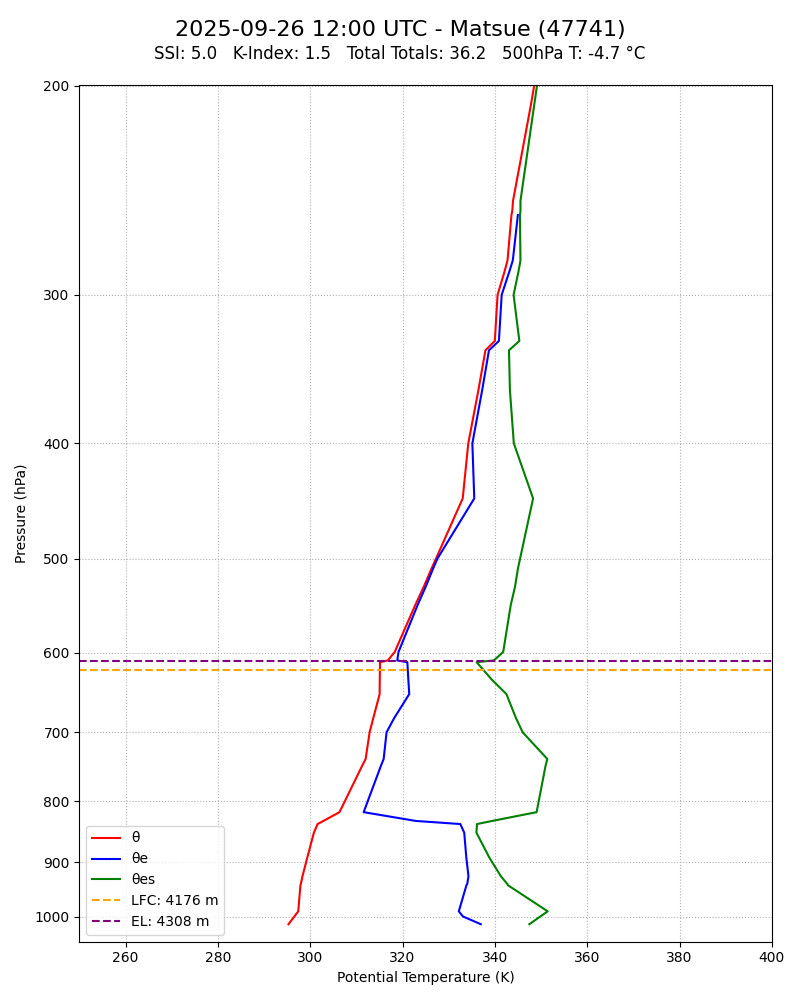 2025-09-26 12:00 UTC - Matsue (47741)
SSI: 5.0   K-Index: 1.5   Total Totals: 36.2   500hPa T: -4.7 °C
200
300
400
500
600
700
800
900
1000
Pressure (hPa)
θ
θe
θes
LFC: 4176 m
EL: 4308 m
260 280 300 320 340 360 380 400
Potential Temperature (K)